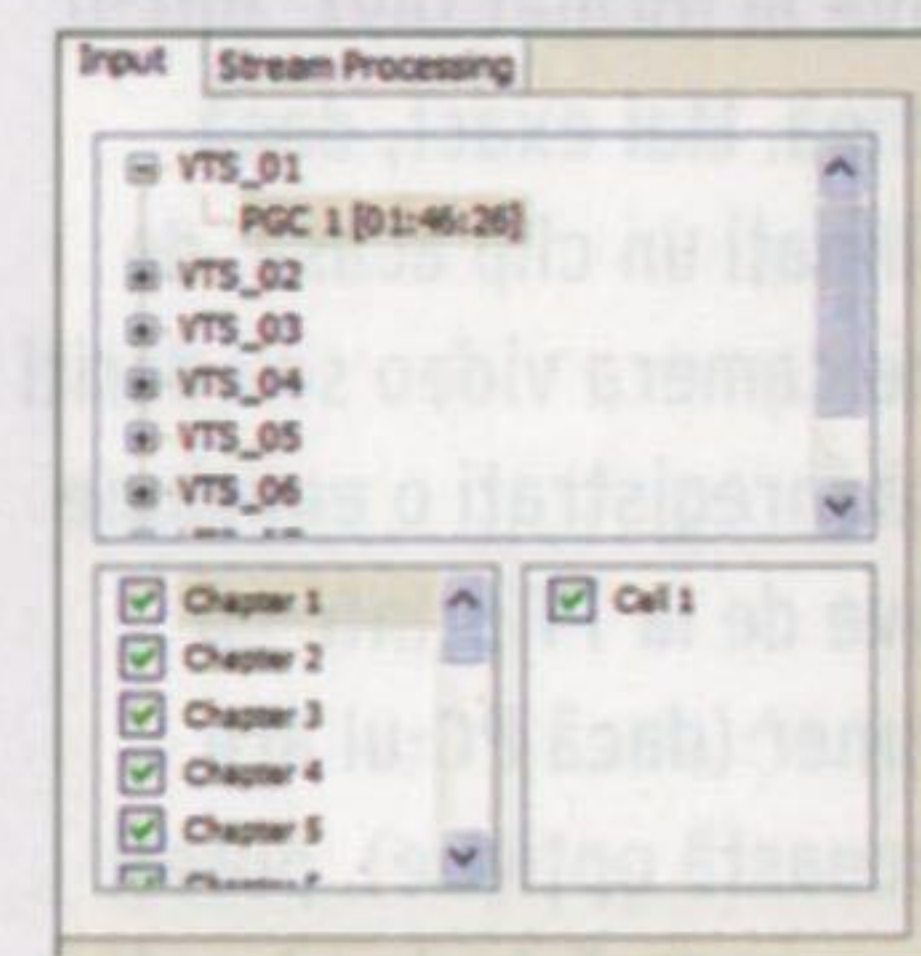 Input
Stream Processing
VTS_01
PGC 1 [01:46:26]
VTS_02
VTS_03
VTS_04
VTS_05
VTS_06
Chapter 1
Chapter 2
Chapter 3
Chapter 4
Chapter 5
Cell 1